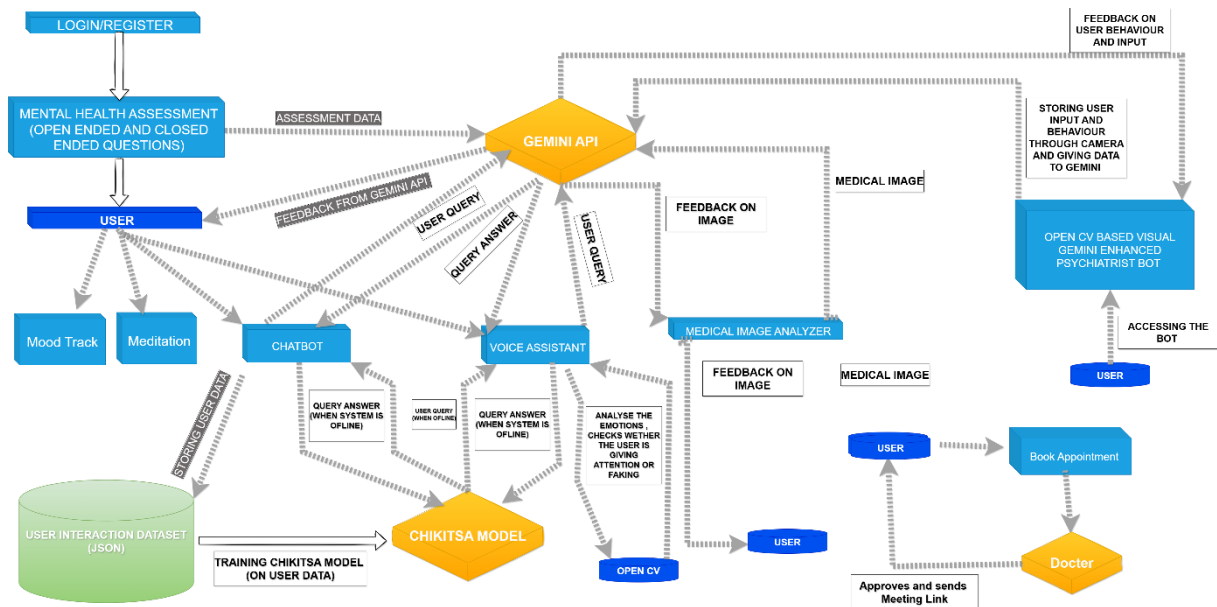 LOGIN/REGISTER
FEEDBACK ON
USER BEHAVIOUR
AND INPUT
MENTAL HEALTH ASSESSMENT
(OPEN ENDED AND CLOSED
ENDED QUESTIONS)
ASSESSMENT DATA
GEMINI API
STORING USER
INPUT AND
BEHAVIOUR
THROUGH CAMERA
AND GIVING DATA
TO GEMINI
MEDICAL IMAGE
USER
FEEDBACK FROM GEMINI API
USER QUERY
QUERY ANSWER
USER QUERY
FEEDBACK ON
IMAGE
OPEN CV BASED VISUAL
GEMINI ENHANCED
PSYCHIATRIST BOT
Mood Track
Meditation
CHATBOT
VOICE ASSISTANT
MEDICAL IMAGE ANALYZER
ACCESSING THE
BOT
FEEDBACK ON
IMAGE
MEDICAL IMAGE
USER
STORING USER DATA
QUERY ANSWER
(WHEN SYSTEM IS
OFLINE)
USER QUERY
(WHEN OFLINE)
QUERY ANSWER
(WHEN SYSTEM IS
OFLINE)
ANALYSE THE
EMOTIONS ,
CHECKS WETHER
THE USER IS
GIVING
ATTENTION OR
FAKING
USER
Book Appointment
USER INTERACTION DATASET
(JSON)
CHIKITSA MODEL
USER
TRAINING CHIKITSA MODEL
(ON USER DATA)
OPEN CV
Docter
Approves and sends
Meeting Link